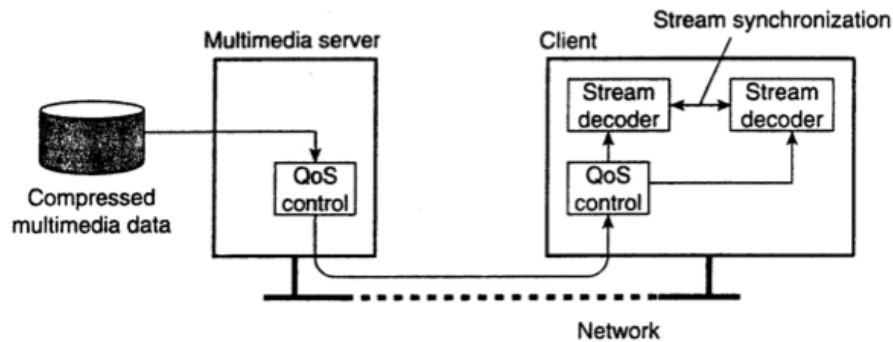 Stream synchronization
Multimedia server
Client
Stream
decoder
Stream
decoder
QoS
control
QoS
control
Compressed
multimedia data
Network